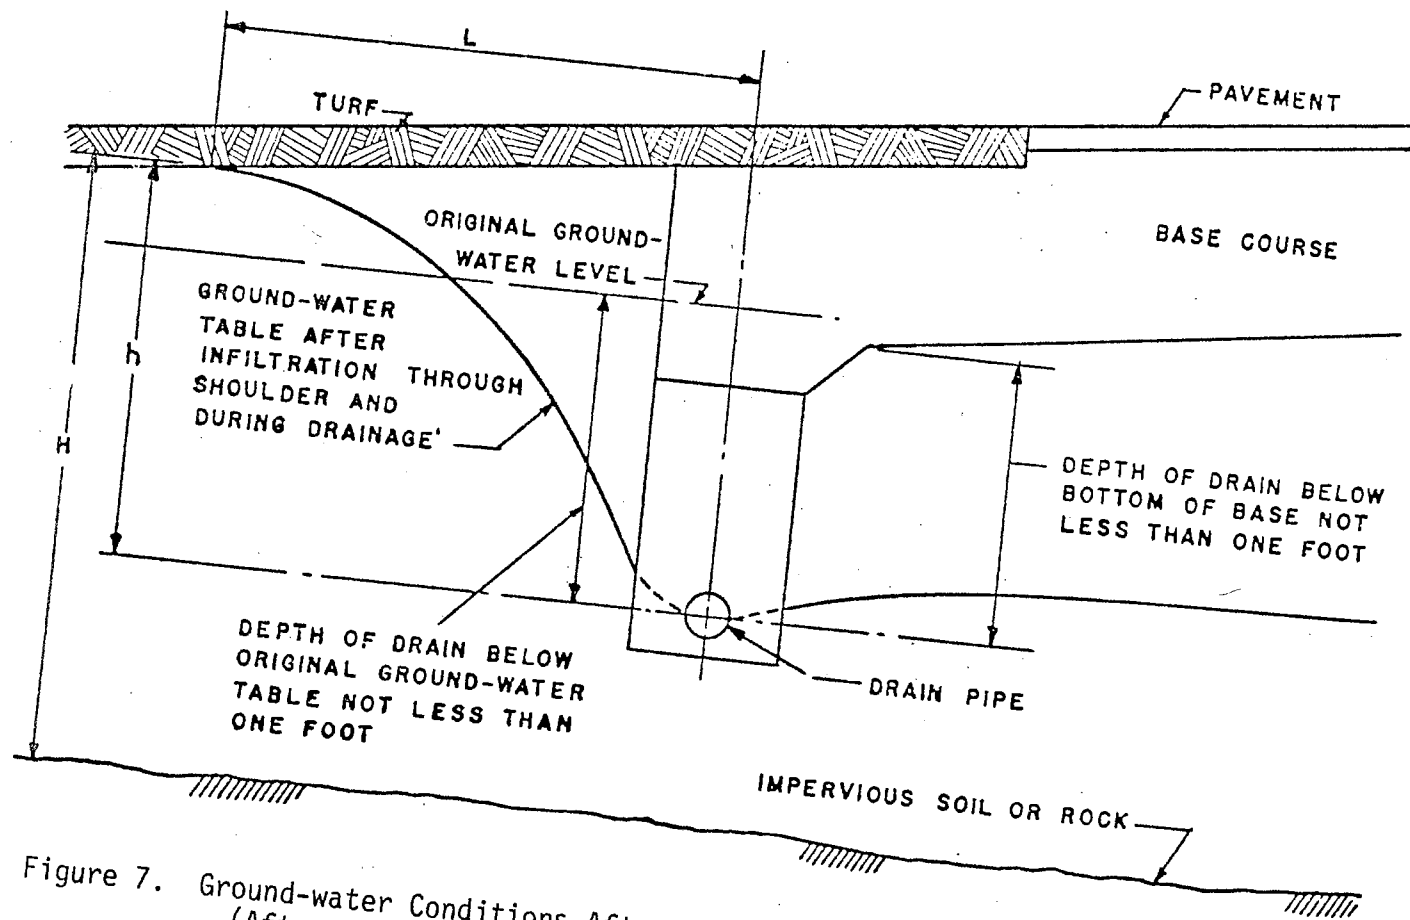 L
TURF
PAVEMENT
ORIGINAL GROUND-
WATER LEVEL
BASE COURSE
GROUND-WATER
TABLE AFTER
INFILTRATION THROUGH
SHOULDER AND
DURING DRAINAGE'
h
H
DEPTH OF DRAIN BELOW
BOTTOM OF BASE NOT
LESS THAN ONE FOOT
DEPTH OF DRAIN BELOW
ORIGINAL GROUND-WATER
TABLE NOT LESS THAN
ONE FOOT
DRAIN PIPE
IMPERVIOUS SOIL OR ROCK
Figure 7. Ground-water Conditions